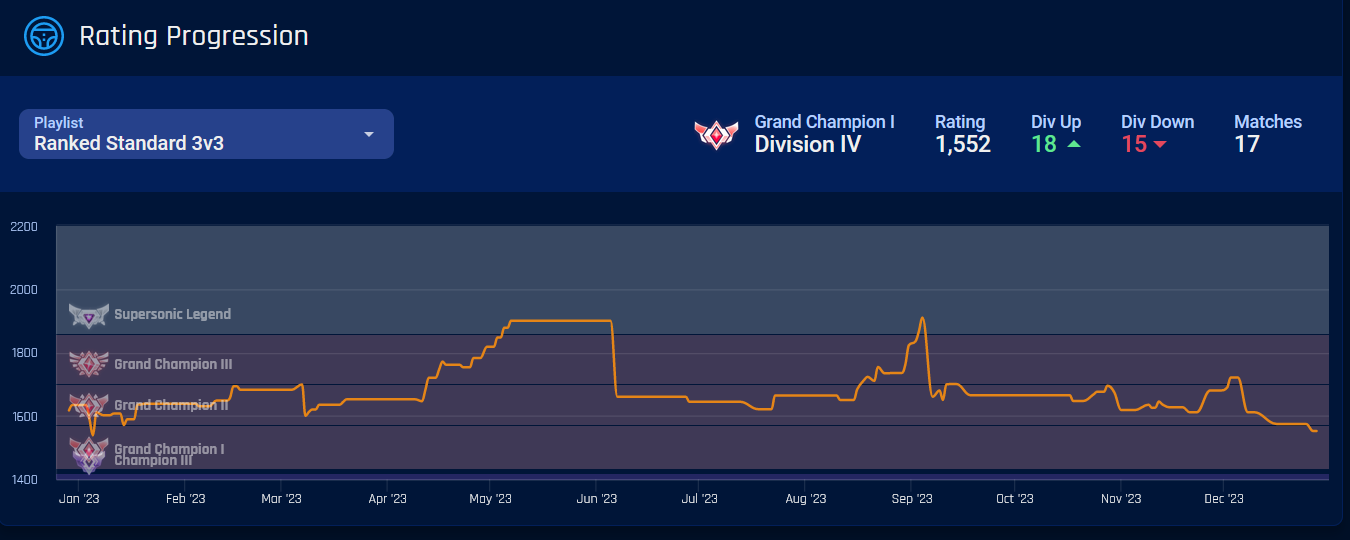 Rating Progression
Playlist
Ranked Standard 3v3
Grand Champion I
Division IV
Rating
1,552
Div Up
18
Div Down
15
Matches
17
2200
2000
1800
1600
1400
Supersonic Legend
Grand Champion III
Grand Champion II
Grand Champion I
Champion III
Jan '23
Feb '23
Mar '23
Apr '23
May '23
Jun '23
Jul '23
Aug '23
Sep '23
Oct '23
Nov '23
Dec '23